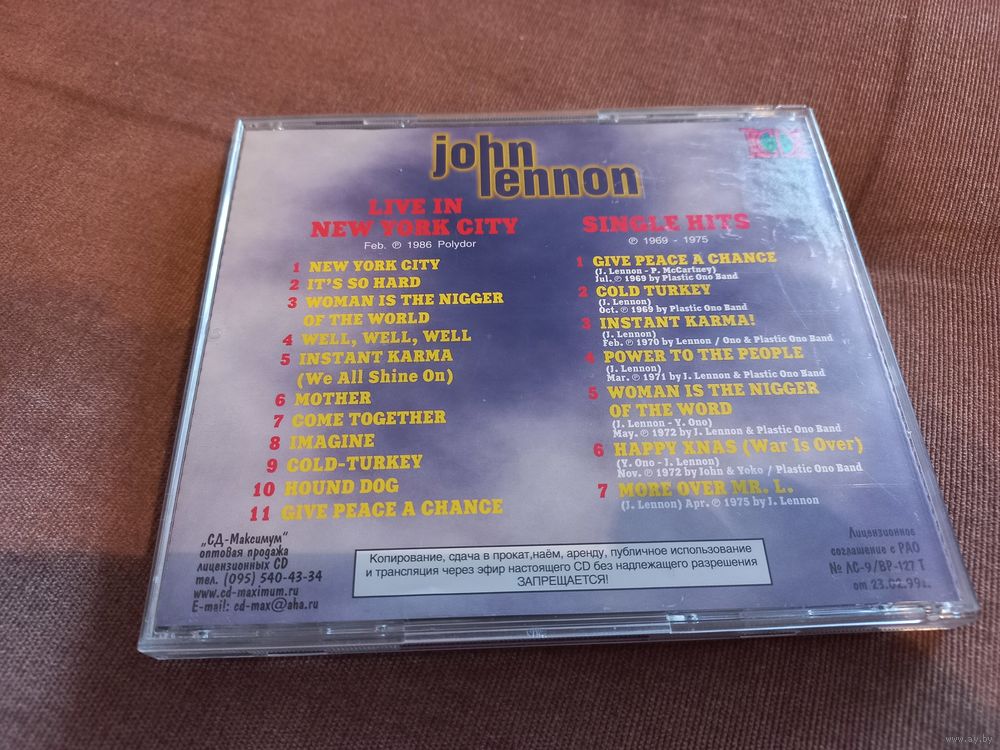 john
lennon
LIVE IN
NEW YORK CITY
Feb. ℗ 1986 Polydor
1 NEW YORK CITY
2 IT'S SO HARD
3 WOMAN IS THE NIGGER
OF THE WORLD
4 WELL, WELL, WELL
5 INSTANT KARMA
(We All Shine On)
6 MOTHER
7 COME TOGETHER
8 IMAGINE
9 COLD-TURKEY
10 HOUND DOG
11 GIVE PEACE A CHANCE
SINGLE HITS
℗ 1969 - 1975
1 GIVE PEACE A CHANCE
(J. Lennon - P. McCartney)
Jul. ℗ 1969 by Plastic Ono Band
2 COLD TURKEY
(J. Lennon)
Oct. ℗ 1969 by Plastic Ono Band
3 INSTANT KARMA!
(J. Lennon)
Feb. ℗ 1970 by Lennon / Ono & Plastic Ono Band
4 POWER TO THE PEOPLE
(J. Lennon)
Mar. ℗ 1971 by J. Lennon & Plastic Ono Band
5 WOMAN IS THE NIGGER
OF THE WORD
(J. Lennon - Y. Ono)
May. ℗ 1972 by J. Lennon & Plastic Ono Band
6 HAPPY XNAS (War Is Over)
(Y. Ono - J. Lennon)
Nov. ℗ 1972 by John & Yoko / Plastic Ono Band
7 MORE OVER MR. L.
(J. Lennon) Apr. ℗ 1975 by J. Lennon
„СД-Максимум“
оптовая продажа
лицензионных CD
тел. (095) 540-43-34
www.cd-maximum.ru
E-mail: cd-max@aha.ru
Копирование, сдача в прокат,наём, аренду, публичное использование
и трансляция через эфир настоящего CD без надлежащего разрешения
ЗАПРЕЩАЕТСЯ!
Лицензионное
соглашение с РАО
№ АС-9/ВР-127 Т
от 23.02.99г.
www.ay.by